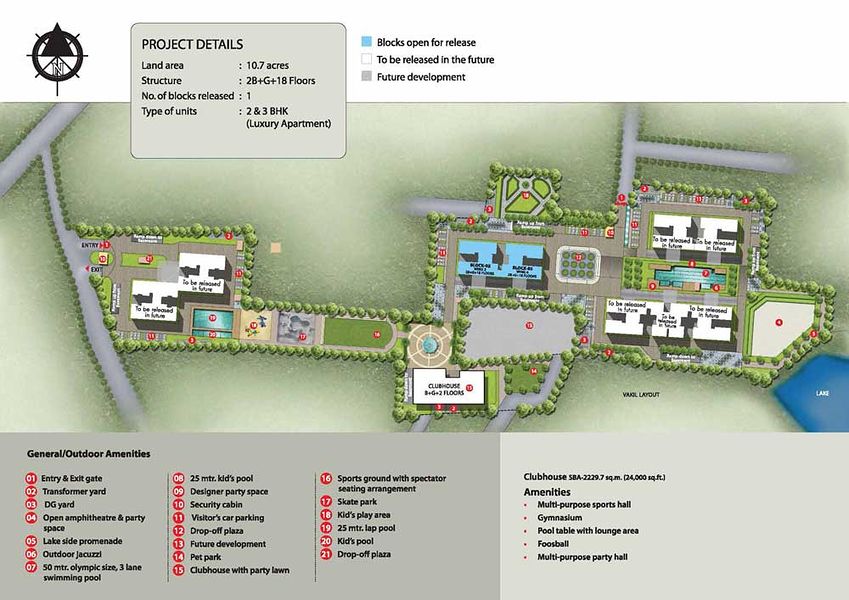 N
PROJECT DETAILS
Land area : 10.7 acres
Structure : 2B+G+18 Floors
No. of blocks released : 1
Type of units : 2 & 3 BHK
(Luxury Apartment)
Blocks open for release
To be released in the future
Future development
ENTRY
EXIT
To be released
in future
To be released
in future
BLOCK-02
BLOCK-03
To be released
in future
To be released
in future
To be released
in future
To be released
in future
To be released
in future
CLUBHOUSE
B+G+2 FLOORS
VAKIL LAYOUT
LAKE
General/Outdoor Amenities
01 Entry & Exit gate
02 Transformer yard
03 DG yard
04 Open amphitheatre & party
space
05 Lake side promenade
06 Outdoor Jacuzzi
07 50 mtr. olympic size, 3 lane
swimming pool
08 25 mtr. kid's pool
09 Designer party space
10 Security cabin
11 Visitor's car parking
12 Drop-off plaza
13 Future development
14 Pet park
15 Clubhouse with party lawn
16 Sports ground with spectator
seating arrangement
17 Skate park
18 Kid's play area
19 25 mtr. lap pool
20 Kid's pool
21 Drop-off plaza
Clubhouse SBA-2229.7 sq.m. (24,000 sq.ft.)
Amenities
• Multi-purpose sports hall
• Gymnasium
• Pool table with lounge area
• Foosball
• Multi-purpose party hall